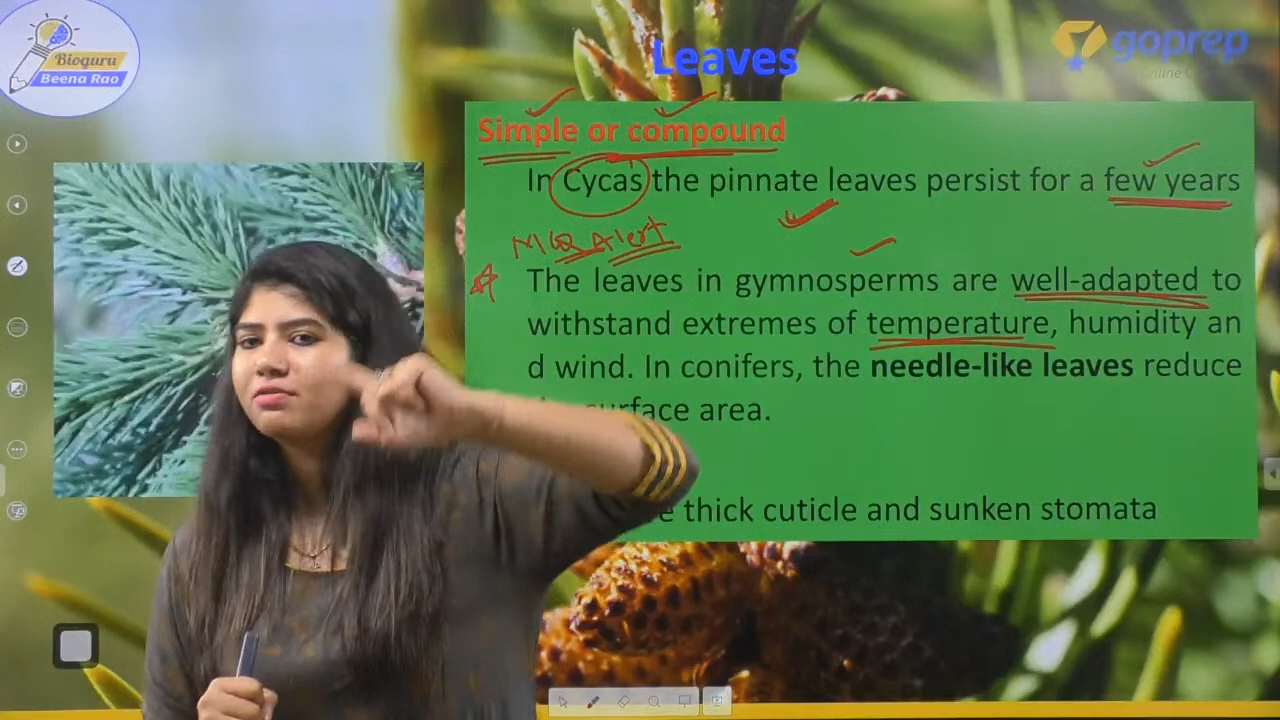 Bioguru
Beena Rao
Leaves
goprep
Simple or compound
In Cycas the pinnate leaves persist for a few years
MCQ Alert
The leaves in gymnosperms are well-adapted to
withstand extremes of temperature, humidity an
d wind. In conifers, the needle-like leaves reduce
surface area.
thick cuticle and sunken stomata